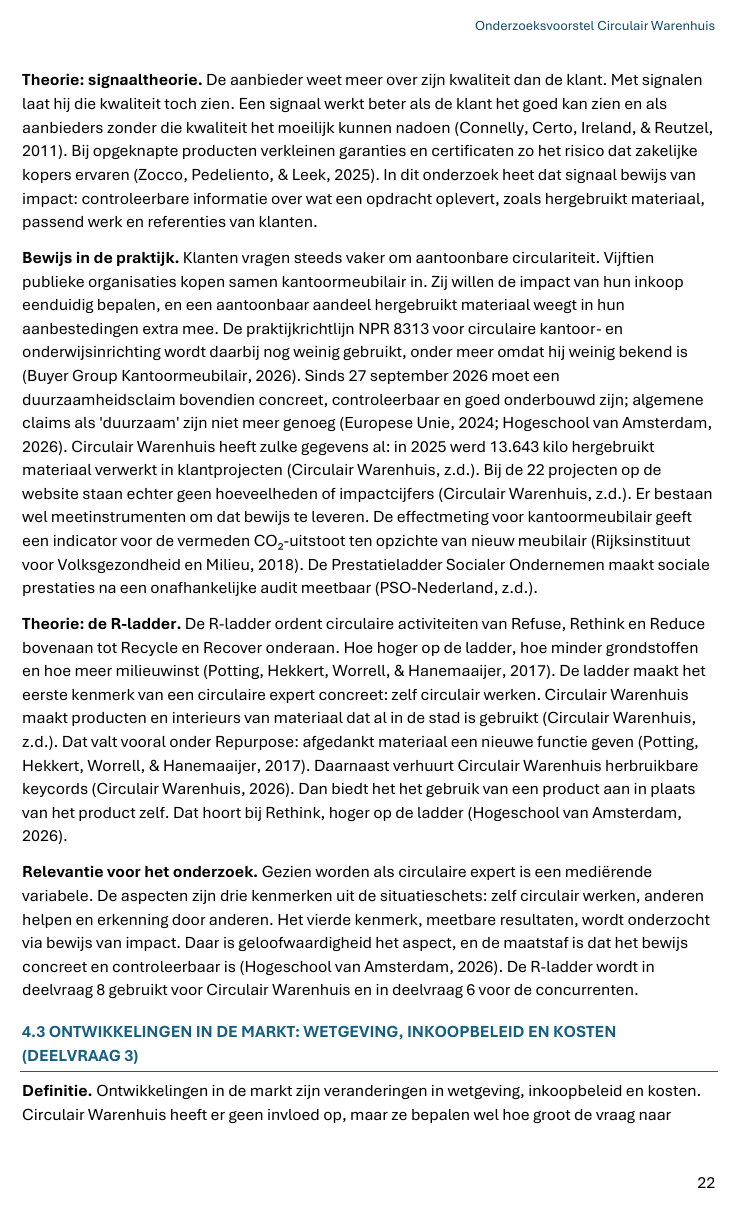 Onderzoeksvoorstel Circulair Warenhuis
Theorie: signaaltheorie. De aanbieder weet meer over zijn kwaliteit dan de klant. Met signalen
laat hij die kwaliteit toch zien. Een signaal werkt beter als de klant het goed kan zien en als
aanbieders zonder die kwaliteit het moeilijk kunnen nadoen (Connelly, Certo, Ireland, & Reutzel,
2011). Bij opgeknapte producten verkleinen garanties en certificaten zo het risico dat zakelijke
kopers ervaren (Zocco, Pedeliento, & Leek, 2025). In dit onderzoek heet dat signaal bewijs van
impact: controleerbare informatie over wat een opdracht oplevert, zoals hergebruikt materiaal,
passend werk en referenties van klanten.
Bewijs in de praktijk. Klanten vragen steeds vaker om aantoonbare circulariteit. Vijftien
publieke organisaties kopen samen kantoormeubilair in. Zij willen de impact van hun inkoop
eenduidig bepalen, en een aantoonbaar aandeel hergebruikt materiaal weegt in hun
aanbestedingen extra mee. De praktijkrichtlijn NPR 8313 voor circulaire kantoor- en
onderwijsinrichting wordt daarbij nog weinig gebruikt, onder meer omdat hij weinig bekend is
(Buyer Group Kantoormeubilair, 2026). Sinds 27 september 2026 moet een
duurzaamheidsclaim bovendien concreet, controleerbaar en goed onderbouwd zijn; algemene
claims als 'duurzaam' zijn niet meer genoeg (Europese Unie, 2024; Hogeschool van Amsterdam,
2026). Circulair Warenhuis heeft zulke gegevens al: in 2025 werd 13.643 kilo hergebruikt
materiaal verwerkt in klantprojecten (Circulair Warenhuis, z.d.). Bij de 22 projecten op de
website staan echter geen hoeveelheden of impactcijfers (Circulair Warenhuis, z.d.). Er bestaan
wel meetinstrumenten om dat bewijs te leveren. De effectmeting voor kantoormeubilair geeft
een indicator voor de vermeden CO₂-uitstoot ten opzichte van nieuw meubilair (Rijksinstituut
voor Volksgezondheid en Milieu, 2018). De Prestatieladder Socialer Ondernemen maakt sociale
prestaties na een onafhankelijke audit meetbaar (PSO-Nederland, z.d.).
Theorie: de R-ladder. De R-ladder ordent circulaire activiteiten van Refuse, Rethink en Reduce
bovenaan tot Recycle en Recover onderaan. Hoe hoger op de ladder, hoe minder grondstoffen
en hoe meer milieuwinst (Potting, Hekkert, Worrell, & Hanemaaijer, 2017). De ladder maakt het
eerste kenmerk van een circulaire expert concreet: zelf circulair werken. Circulair Warenhuis
maakt producten en interieurs van materiaal dat al in de stad is gebruikt (Circulair Warenhuis,
z.d.). Dat valt vooral onder Repurpose: afgedankt materiaal een nieuwe functie geven (Potting,
Hekkert, Worrell, & Hanemaaijer, 2017). Daarnaast verhuurt Circulair Warenhuis herbruikbare
keycords (Circulair Warenhuis, 2026). Dan biedt het het gebruik van een product aan in plaats
van het product zelf. Dat hoort bij Rethink, hoger op de ladder (Hogeschool van Amsterdam,
2026).
Relevantie voor het onderzoek. Gezien worden als circulaire expert is een mediërende
variabele. De aspecten zijn drie kenmerken uit de situatieschets: zelf circulair werken, anderen
helpen en erkenning door anderen. Het vierde kenmerk, meetbare resultaten, wordt onderzocht
via bewijs van impact. Daar is geloofwaardigheid het aspect, en de maatstaf is dat het bewijs
concreet en controleerbaar is (Hogeschool van Amsterdam, 2026). De R-ladder wordt in
deelvraag 8 gebruikt voor Circulair Warenhuis en in deelvraag 6 voor de concurrenten.
4.3 ONTWIKKELINGEN IN DE MARKT: WETGEVING, INKOOPBELEID EN KOSTEN
(DEELVRAAG 3)
Definitie. Ontwikkelingen in de markt zijn veranderingen in wetgeving, inkoopbeleid en kosten.
Circulair Warenhuis heeft er geen invloed op, maar ze bepalen wel hoe groot de vraag naar
22